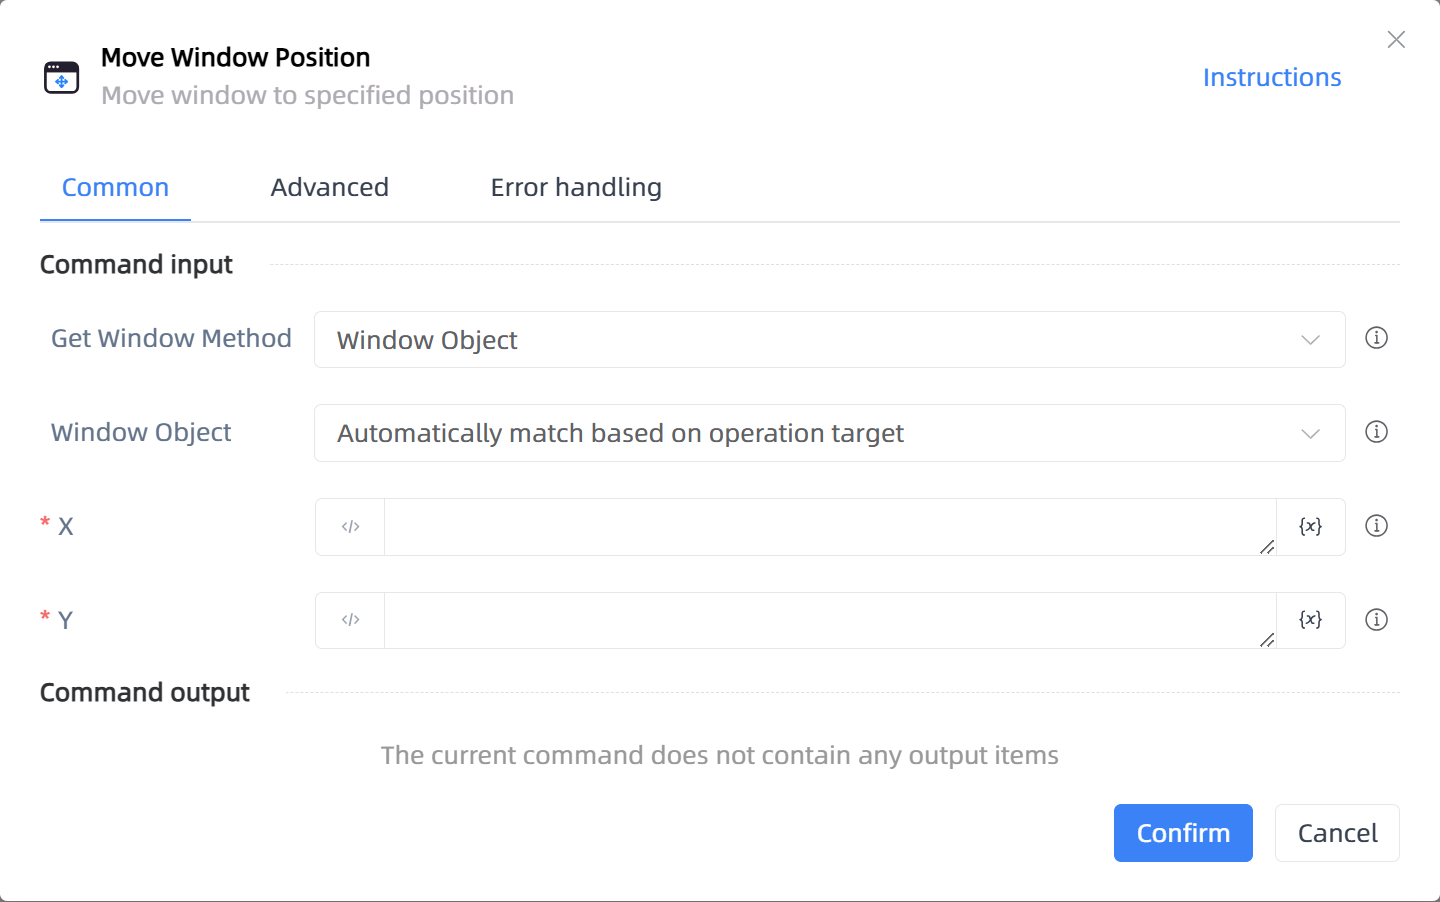 Move Window Position
Move window to specified position
Instructions
Common
Advanced
Error handling
Command input
Get Window Method
Window Object
Window Object
Automatically match based on operation target
* X
</>
{x}
* Y
</>
{x}
Command output
The current command does not contain any output items
Confirm
Cancel